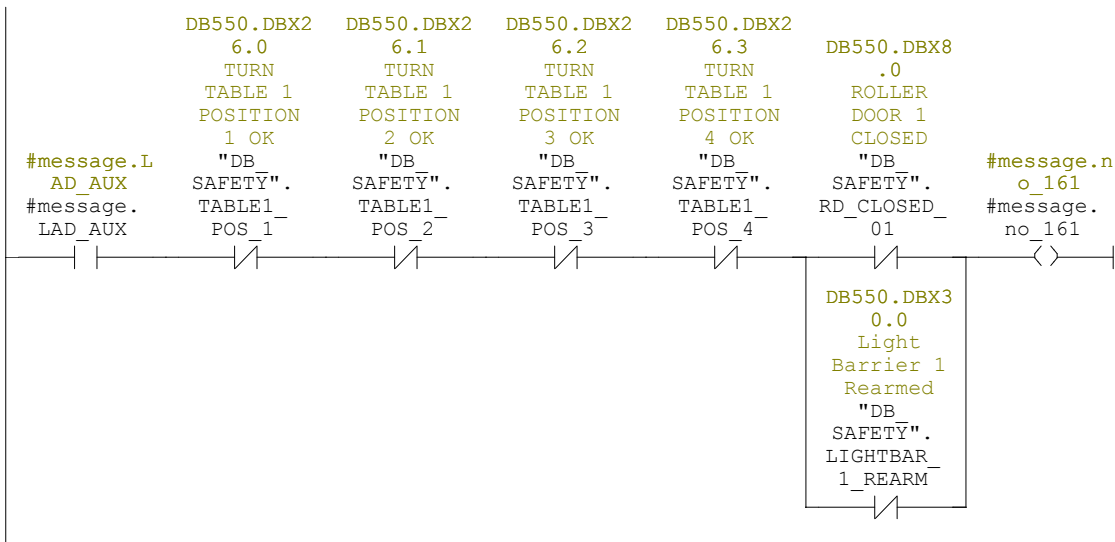 DB550.DBX2
6.0
TURN
TABLE 1
POSITION
1 OK
"DB_
SAFETY".
TABLE1_
POS_1
DB550.DBX2
6.1
TURN
TABLE 1
POSITION
2 OK
"DB_
SAFETY".
TABLE1_
POS_2
DB550.DBX2
6.2
TURN
TABLE 1
POSITION
3 OK
"DB_
SAFETY".
TABLE1_
POS_3
DB550.DBX2
6.3
TURN
TABLE 1
POSITION
4 OK
"DB_
SAFETY".
TABLE1_
POS_4
DB550.DBX8
.0
ROLLER
DOOR 1
CLOSED
"DB_
SAFETY".
RD_CLOSED_
01
#message.L
AD_AUX
#message.
LAD_AUX
#message.n
o_161
#message.
no_161
DB550.DBX3
0.0
Light
Barrier 1
Rearmed
"DB_
SAFETY".
LIGHTBAR_
1_REARM